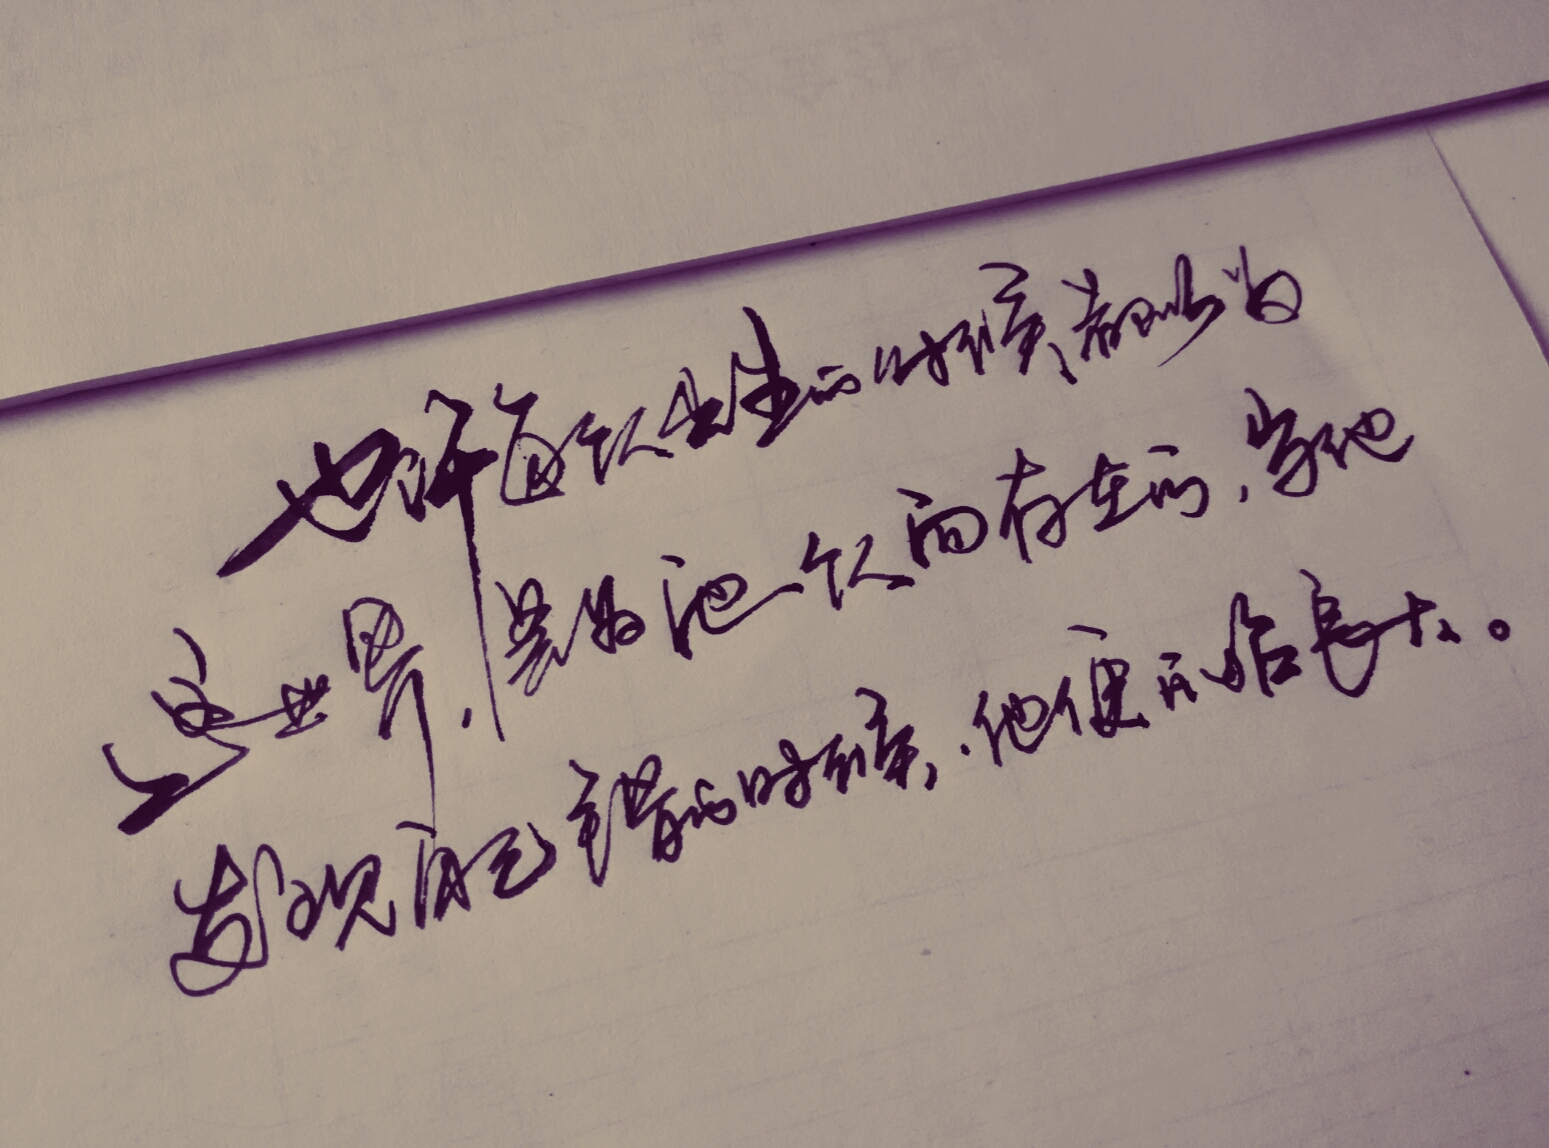 也许每个人出生的时候,都以为
这世界,是为他一个人而存在的,当他
发现自己错的时候,他便开始長大。